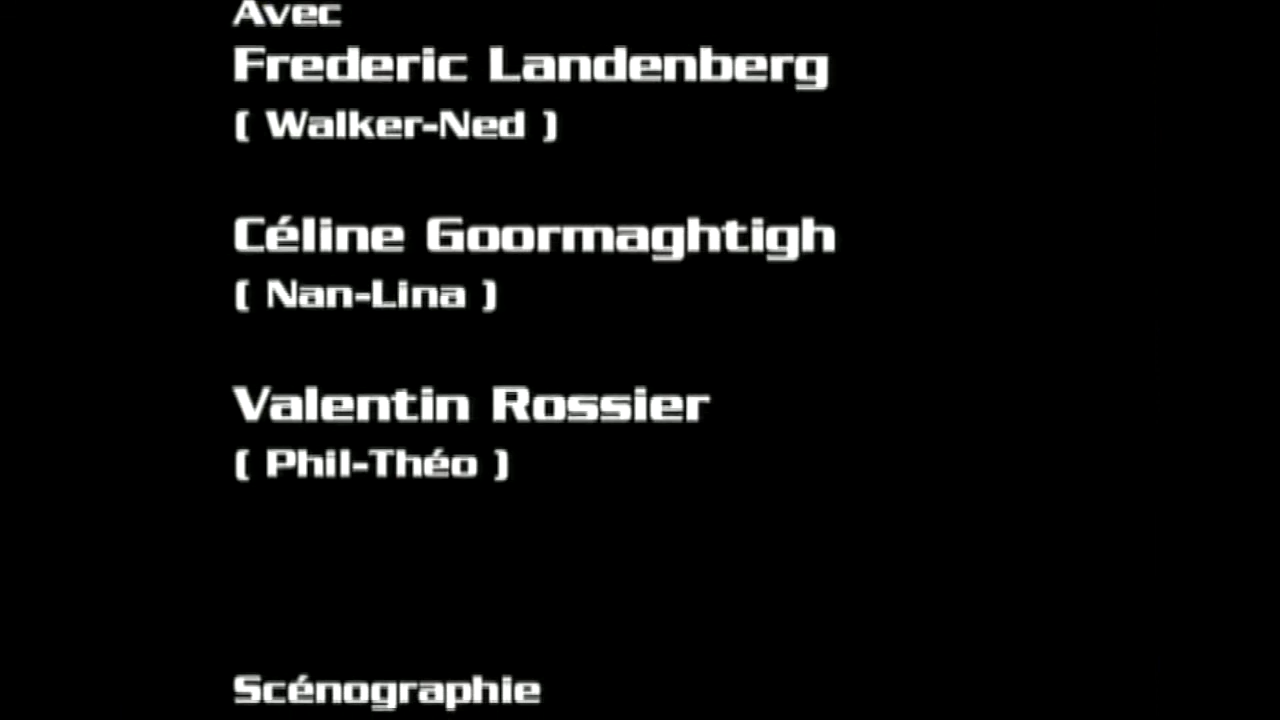 Avec
Frederic Landenberg
( Walker-Ned )
Céline Goormaghtigh
( Nan-Lina )
Valentin Rossier
( Phil-Théo )
Scénographie